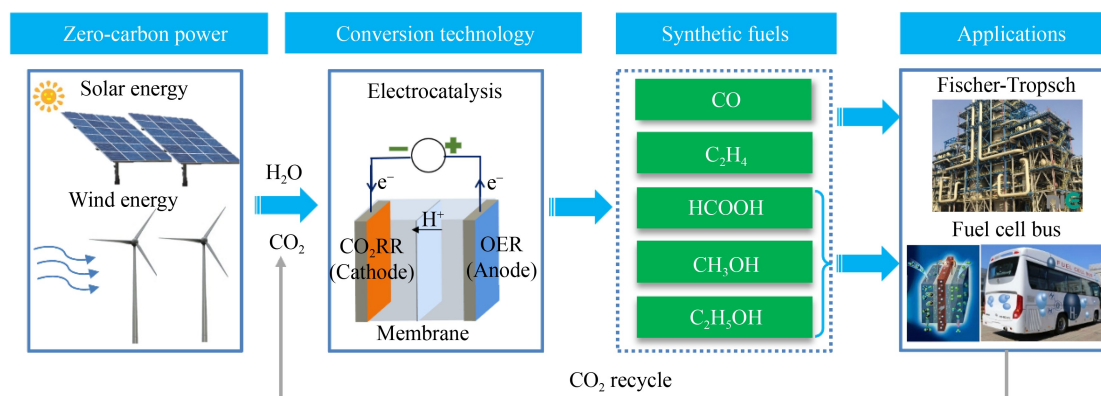 Zero-carbon power
Conversion technology
Synthetic fuels
Applications
Solar energy
Wind energy
H₂O
CO₂
Electrocatalysis
−
+
e⁻
e⁻
H⁺
CO₂RR
(Cathode)
OER
(Anode)
Membrane
CO
C₂H₄
HCOOH
CH₃OH
C₂H₅OH
Fischer-Tropsch
Fuel cell bus
CO₂ recycle